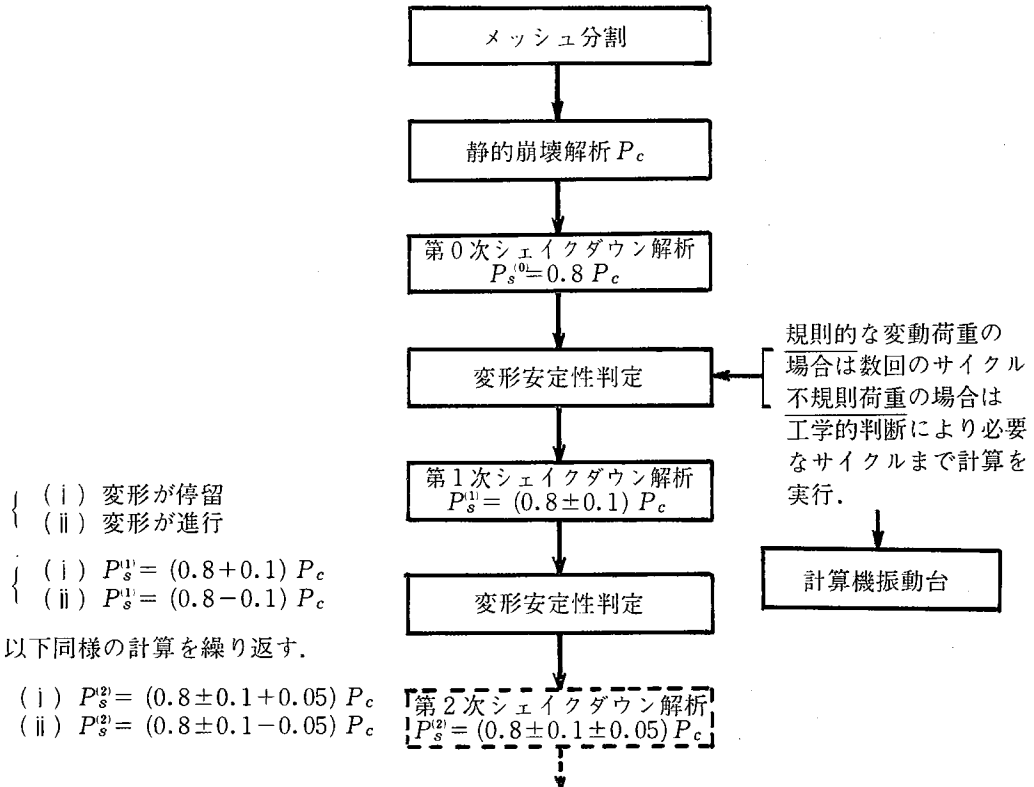 メッシュ分割
静的崩壊解析 Pc
第0次シェイクダウン解析
Ps⁽⁰⁾=0.8 Pc
変形安定性判定
規則的な変動荷重の
場合は数回のサイクル
不規則荷重の場合は
工学的判断により必要
なサイクルまで計算を
実行.
計算機振動台
第1次シェイクダウン解析
Ps⁽¹⁾= (0.8±0.1) Pc
変形安定性判定
(ⅰ) 変形が停留
(ⅱ) 変形が進行
(ⅰ) Ps⁽¹⁾= (0.8+0.1) Pc
(ⅱ) Ps⁽¹⁾= (0.8−0.1) Pc
以下同様の計算を繰り返す.
(ⅰ) Ps⁽²⁾= (0.8±0.1+0.05) Pc
(ⅱ) Ps⁽²⁾= (0.8±0.1−0.05) Pc
第2次シェイクダウン解析
Ps⁽²⁾= (0.8±0.1±0.05) Pc